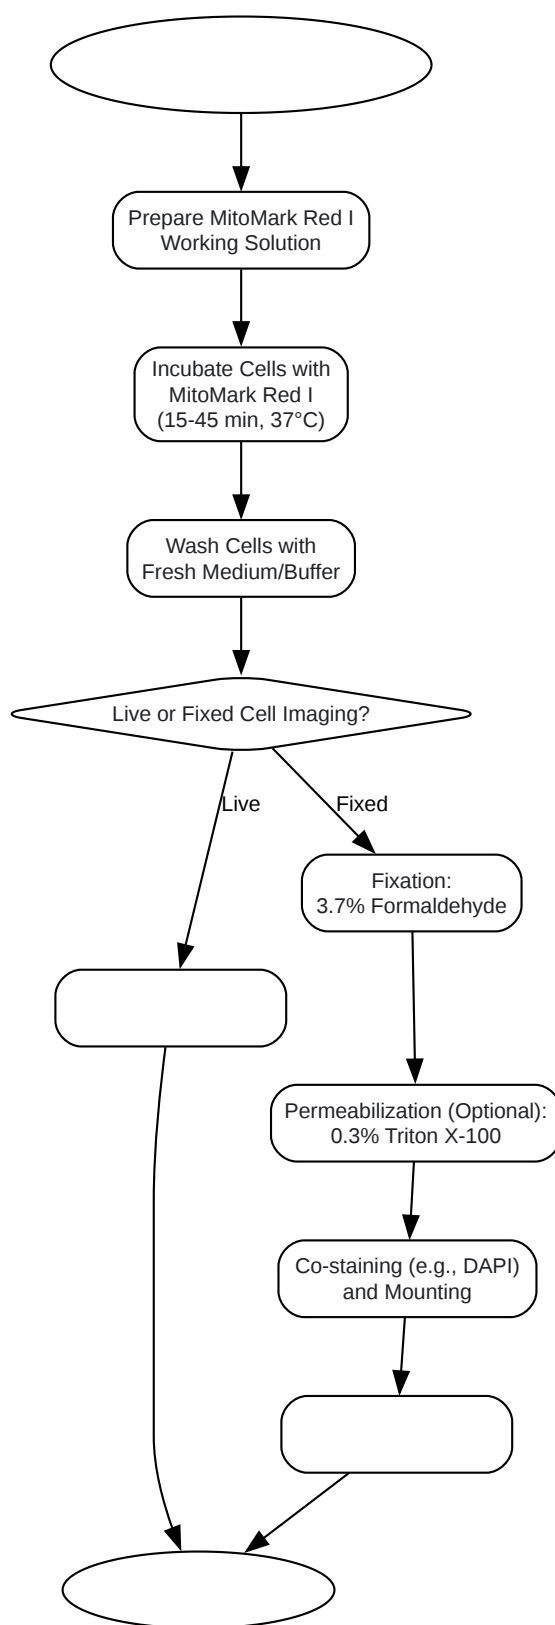 Prepare MitoMark Red I
Working Solution
Incubate Cells with
MitoMark Red I
(15-45 min, 37°C)
Wash Cells with
Fresh Medium/Buffer
Live or Fixed Cell Imaging?
Live
Fixed
Fixation:
3.7% Formaldehyde
Permeabilization (Optional):
0.3% Triton X-100
Co-staining (e.g., DAPI)
and Mounting